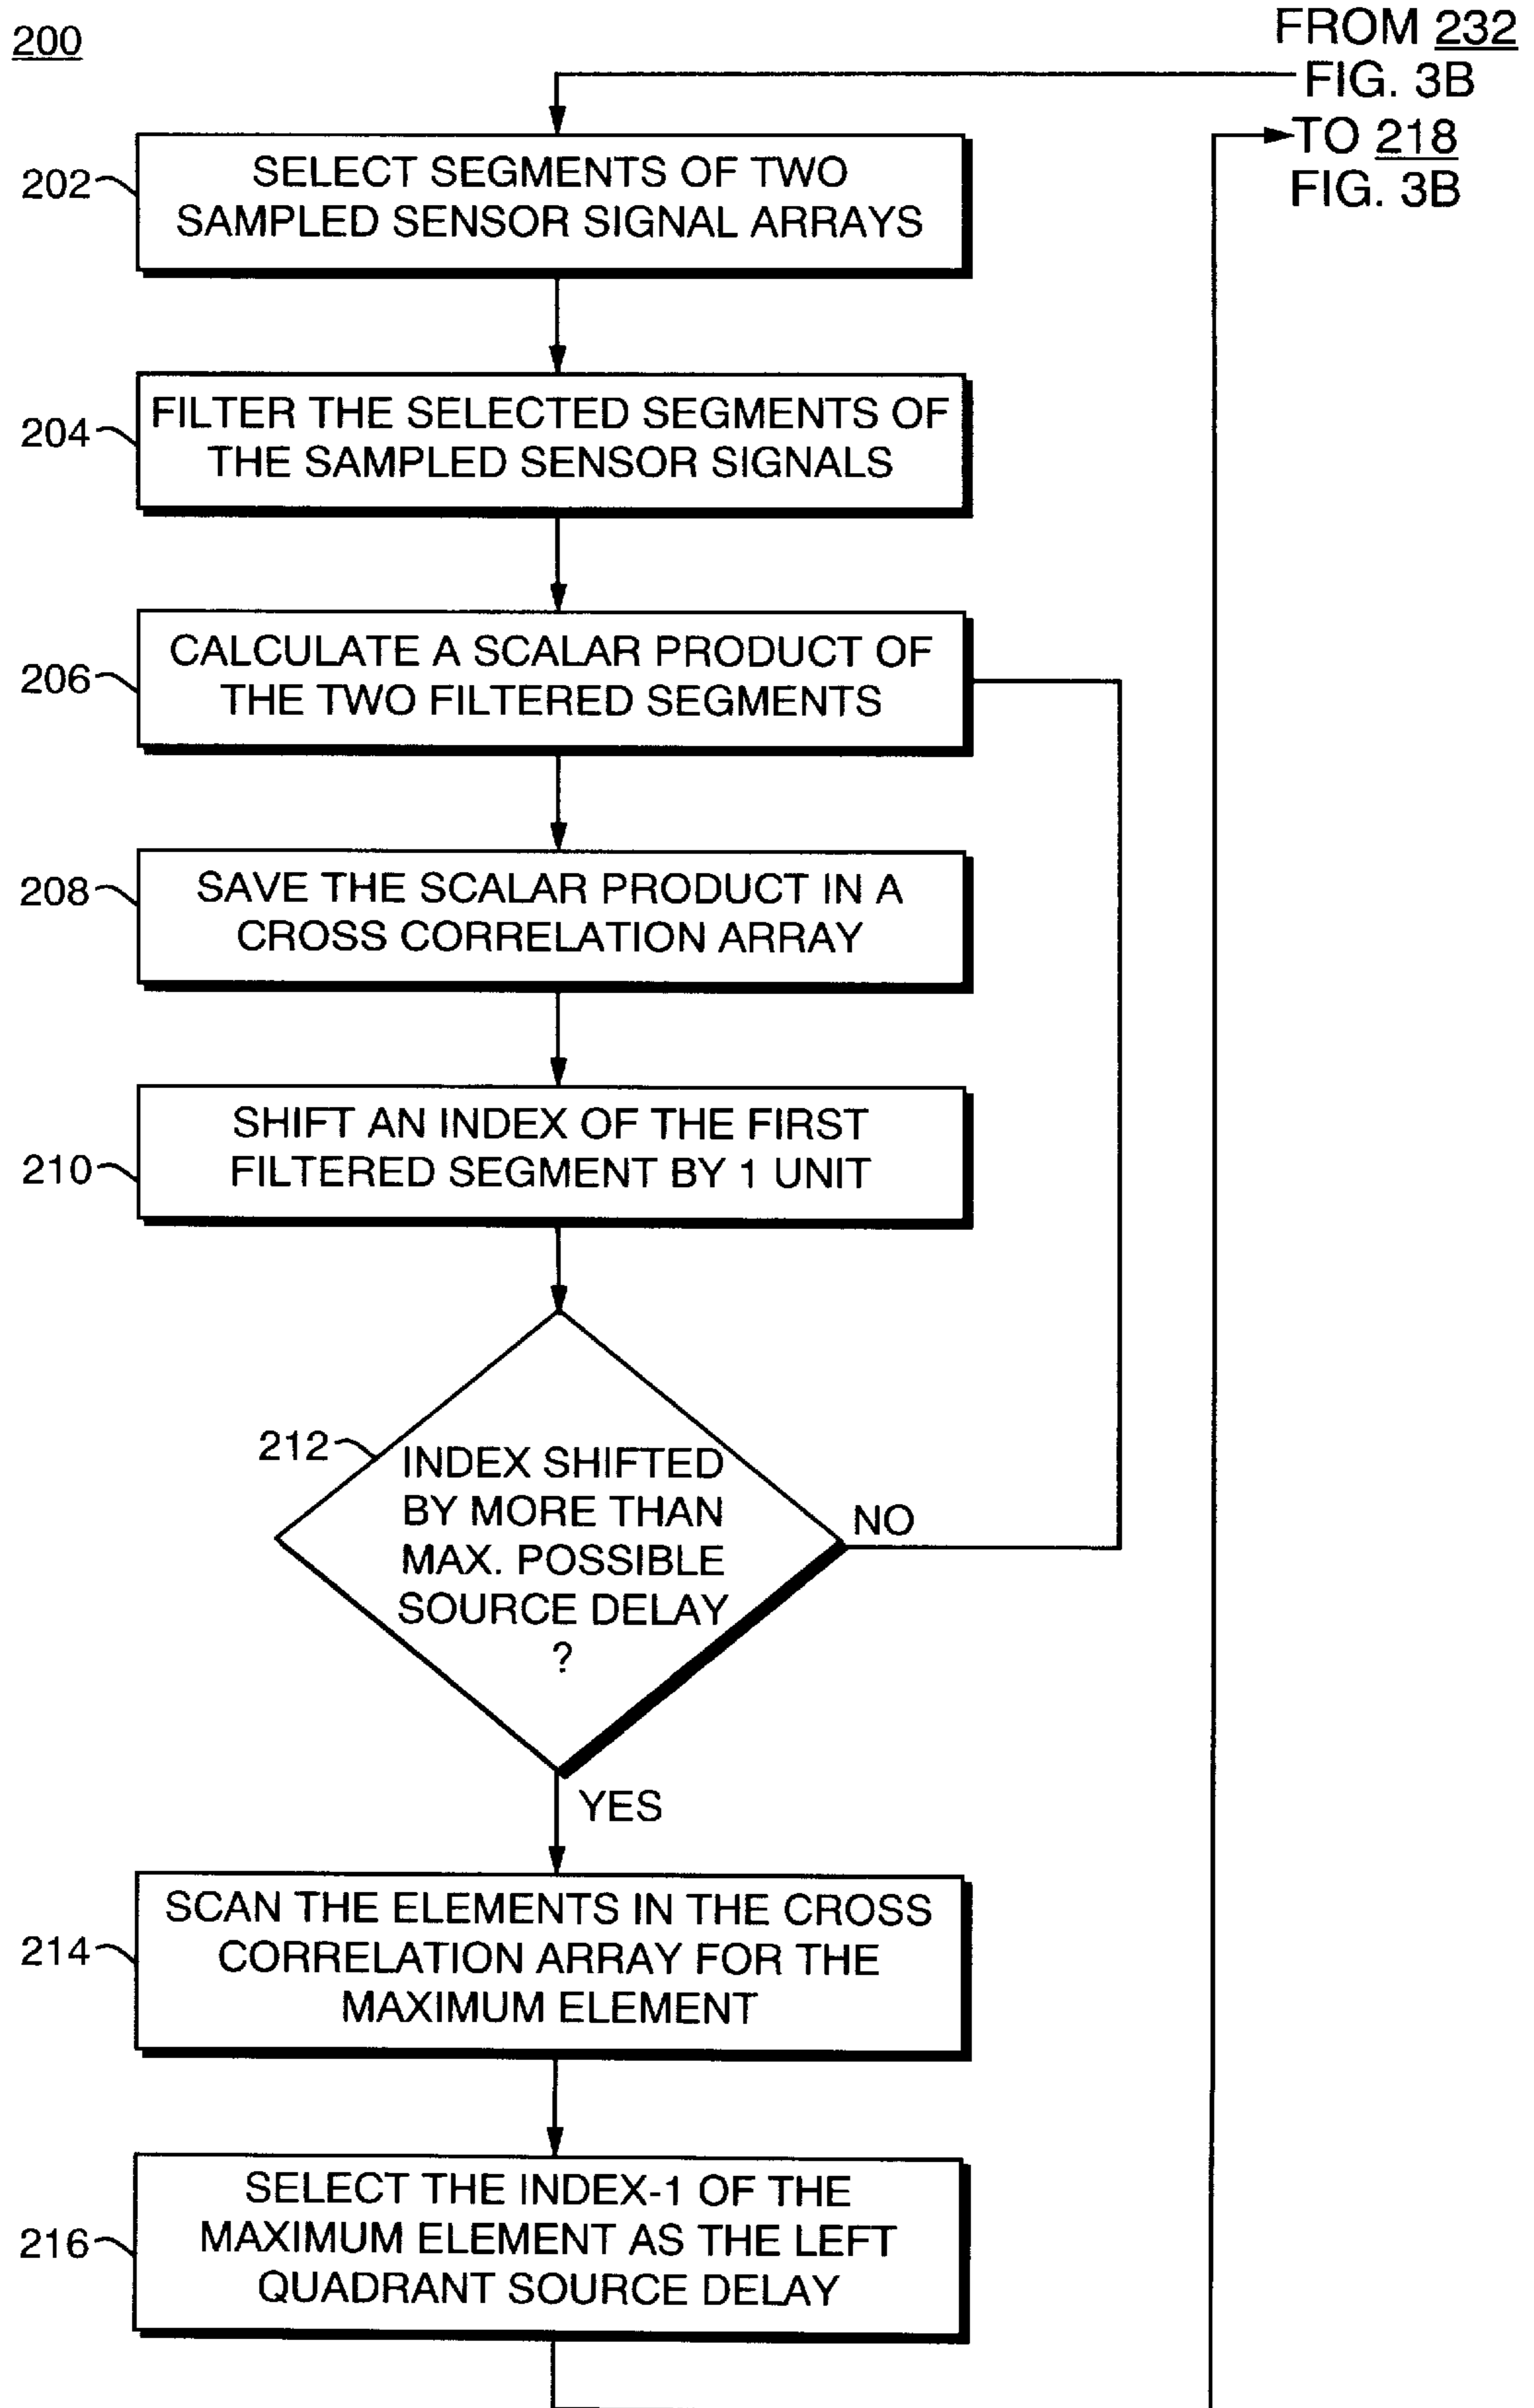 200
FROM 232
FIG. 3B
TO 218
FIG. 3B
202
SELECT SEGMENTS OF TWO
SAMPLED SENSOR SIGNAL ARRAYS
204
FILTER THE SELECTED SEGMENTS OF
THE SAMPLED SENSOR SIGNALS
206
CALCULATE A SCALAR PRODUCT OF
THE TWO FILTERED SEGMENTS
208
SAVE THE SCALAR PRODUCT IN A
CROSS CORRELATION ARRAY
210
SHIFT AN INDEX OF THE FIRST
FILTERED SEGMENT BY 1 UNIT
212
INDEX SHIFTED
BY MORE THAN
MAX. POSSIBLE
SOURCE DELAY
?
NO
YES
214
SCAN THE ELEMENTS IN THE CROSS
CORRELATION ARRAY FOR THE
MAXIMUM ELEMENT
216
SELECT THE INDEX-1 OF THE
MAXIMUM ELEMENT AS THE LEFT
QUADRANT SOURCE DELAY